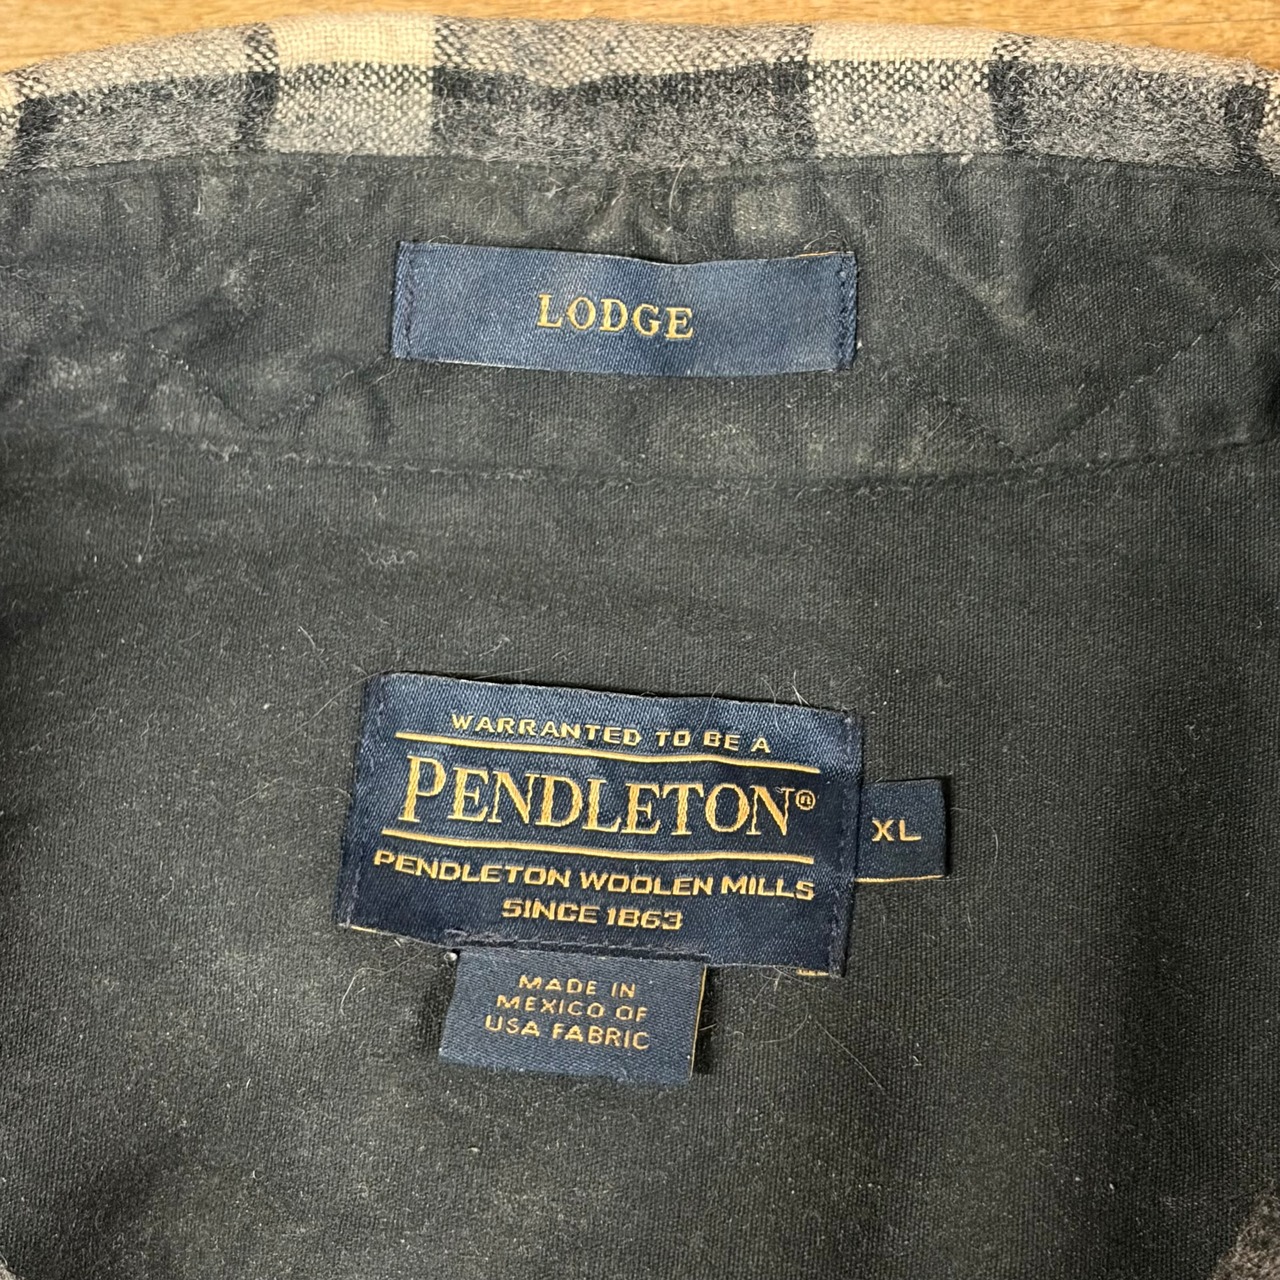 LODGE
WARRANTED TO BE A
PENDLETON®
PENDLETON WOOLEN MILLS
SINCE 1863
XL
MADE IN
MEXICO OF
USA FABRIC